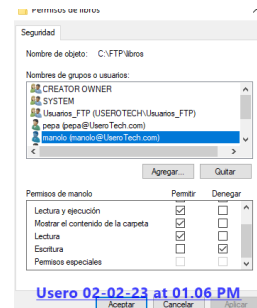 Permisos de libros
Seguridad
Nombre de objeto: C:\FTP\libros
Nombres de grupos o usuarios:
CREATOR OWNER
SYSTEM
Usuarios_FTP (USEROTECH\Usuarios_FTP)
pepa (pepa@UseroTech.com)
manolo (manolo@UseroTech.com)
Agregar...
Quitar
Permisos de manolo Permitir Denegar
Lectura y ejecución
Mostrar el contenido de la carpeta
Lectura
Escritura
Permisos especiales
Usero 02-02-23 at 01.06 PM
Aceptar Cancelar Aplicar